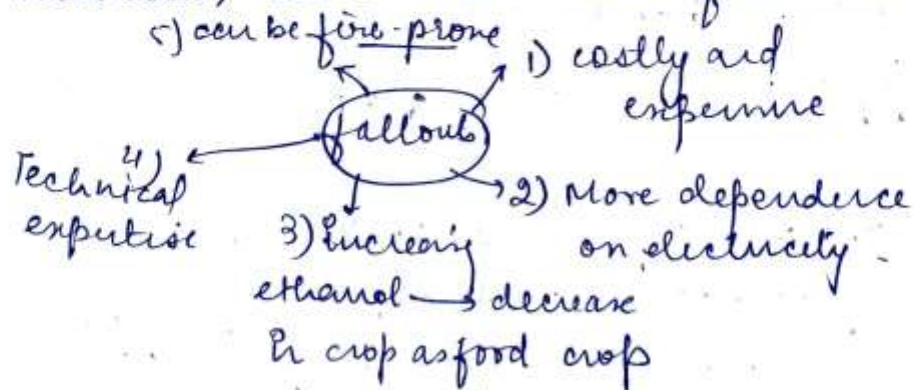 5) can be fire-prone
1) costly and
expensive
fallouts
4)
Technical
expertise
2) More dependence
on electricity.
3) Increasing
ethanol → decrease
in crop as food crop